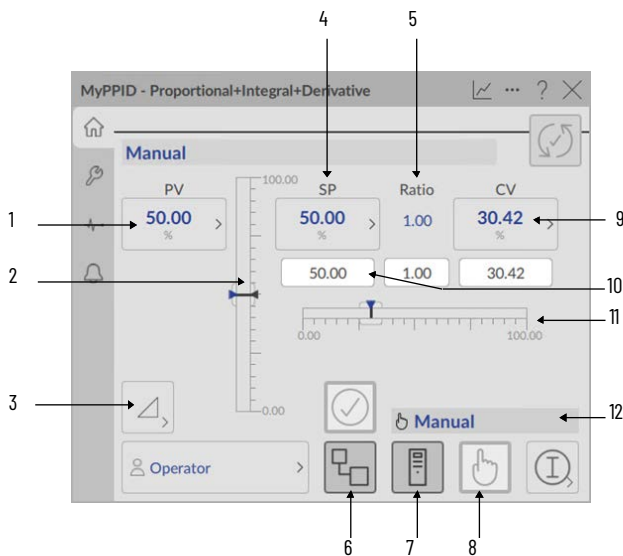 4 5
MyPPID - Proportional+Integral+Derivative ... ? X
Manual
100.00
PV SP Ratio CV
1 50.00 50.00 1.00 30.42 9
% % %
2 50.00 1.00 30.42 10
11
0.00 100.00
3 0.00
Manual 12
Operator
6 7 8